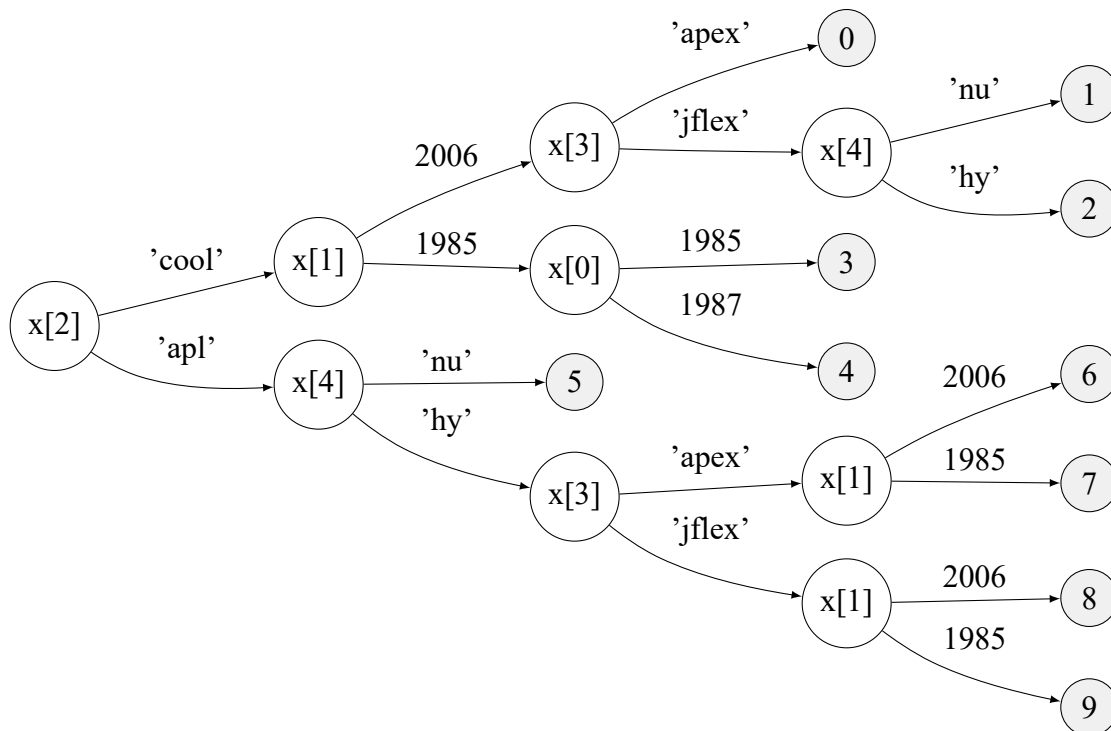 ’apex’
0
’nu’
1
’jflex’
x[3]
x[4]
2006
’hy’
2
’cool’
x[1]
1985
x[0]
1985
3
1987
x[2]
’apl’
x[4]
’nu’
5
4
2006
6
’hy’
’apex’
x[1]
1985
7
x[3]
’jflex’
2006
x[1]
8
1985
9